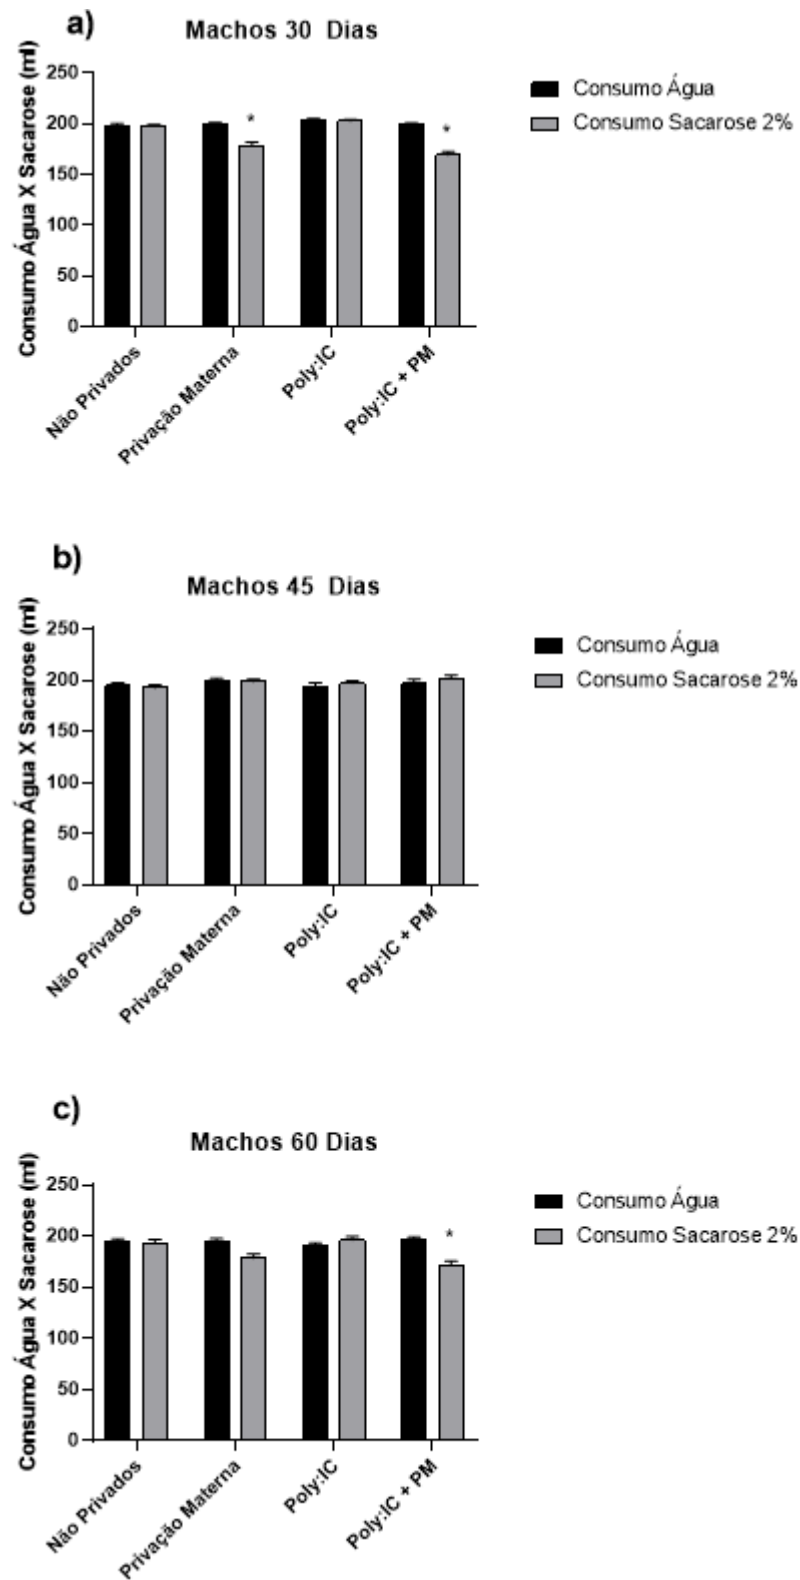 a)
Machos 30 Dias
Consumo Água X Sacarose (ml)
250
200
150
100
50
0
*
*
Consumo Água
Consumo Sacarose 2%
Não Privados
Privação Materna
Poly:IC
Poly:IC + PM
b)
Machos 45 Dias
Consumo Água X Sacarose (ml)
250
200
150
100
50
0
Consumo Água
Consumo Sacarose 2%
Não Privados
Privação Materna
Poly:IC
Poly:IC + PM
c)
Machos 60 Dias
Consumo Água X Sacarose (ml)
250
200
150
100
50
0
*
Consumo Água
Consumo Sacarose 2%
Não Privados
Privação Materna
Poly:IC
Poly:IC + PM